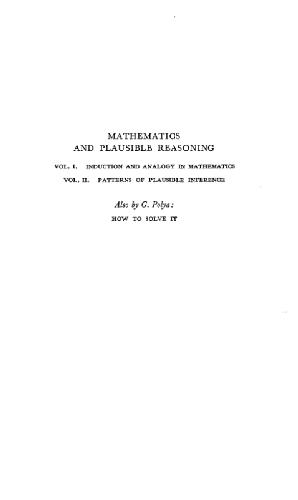 MATHEMATICS
AND PLAUSIBLE REASONING
VOL. I. INDUCTION AND ANALOGY IN MATHEMATICS
VOL. II. PATTERNS OF PLAUSIBLE INFERENCE
Also by G. Polya:
HOW TO SOLVE IT